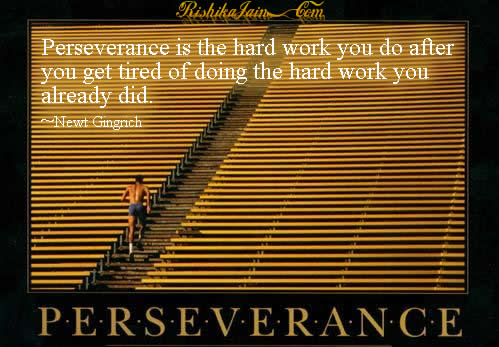 RishikaJain.Com
Perseverance is the hard work you do after
you get tired of doing the hard work you
already did.
~Newt Gingrich
P·E·R·S·E·V·E·R·A·N·C·E